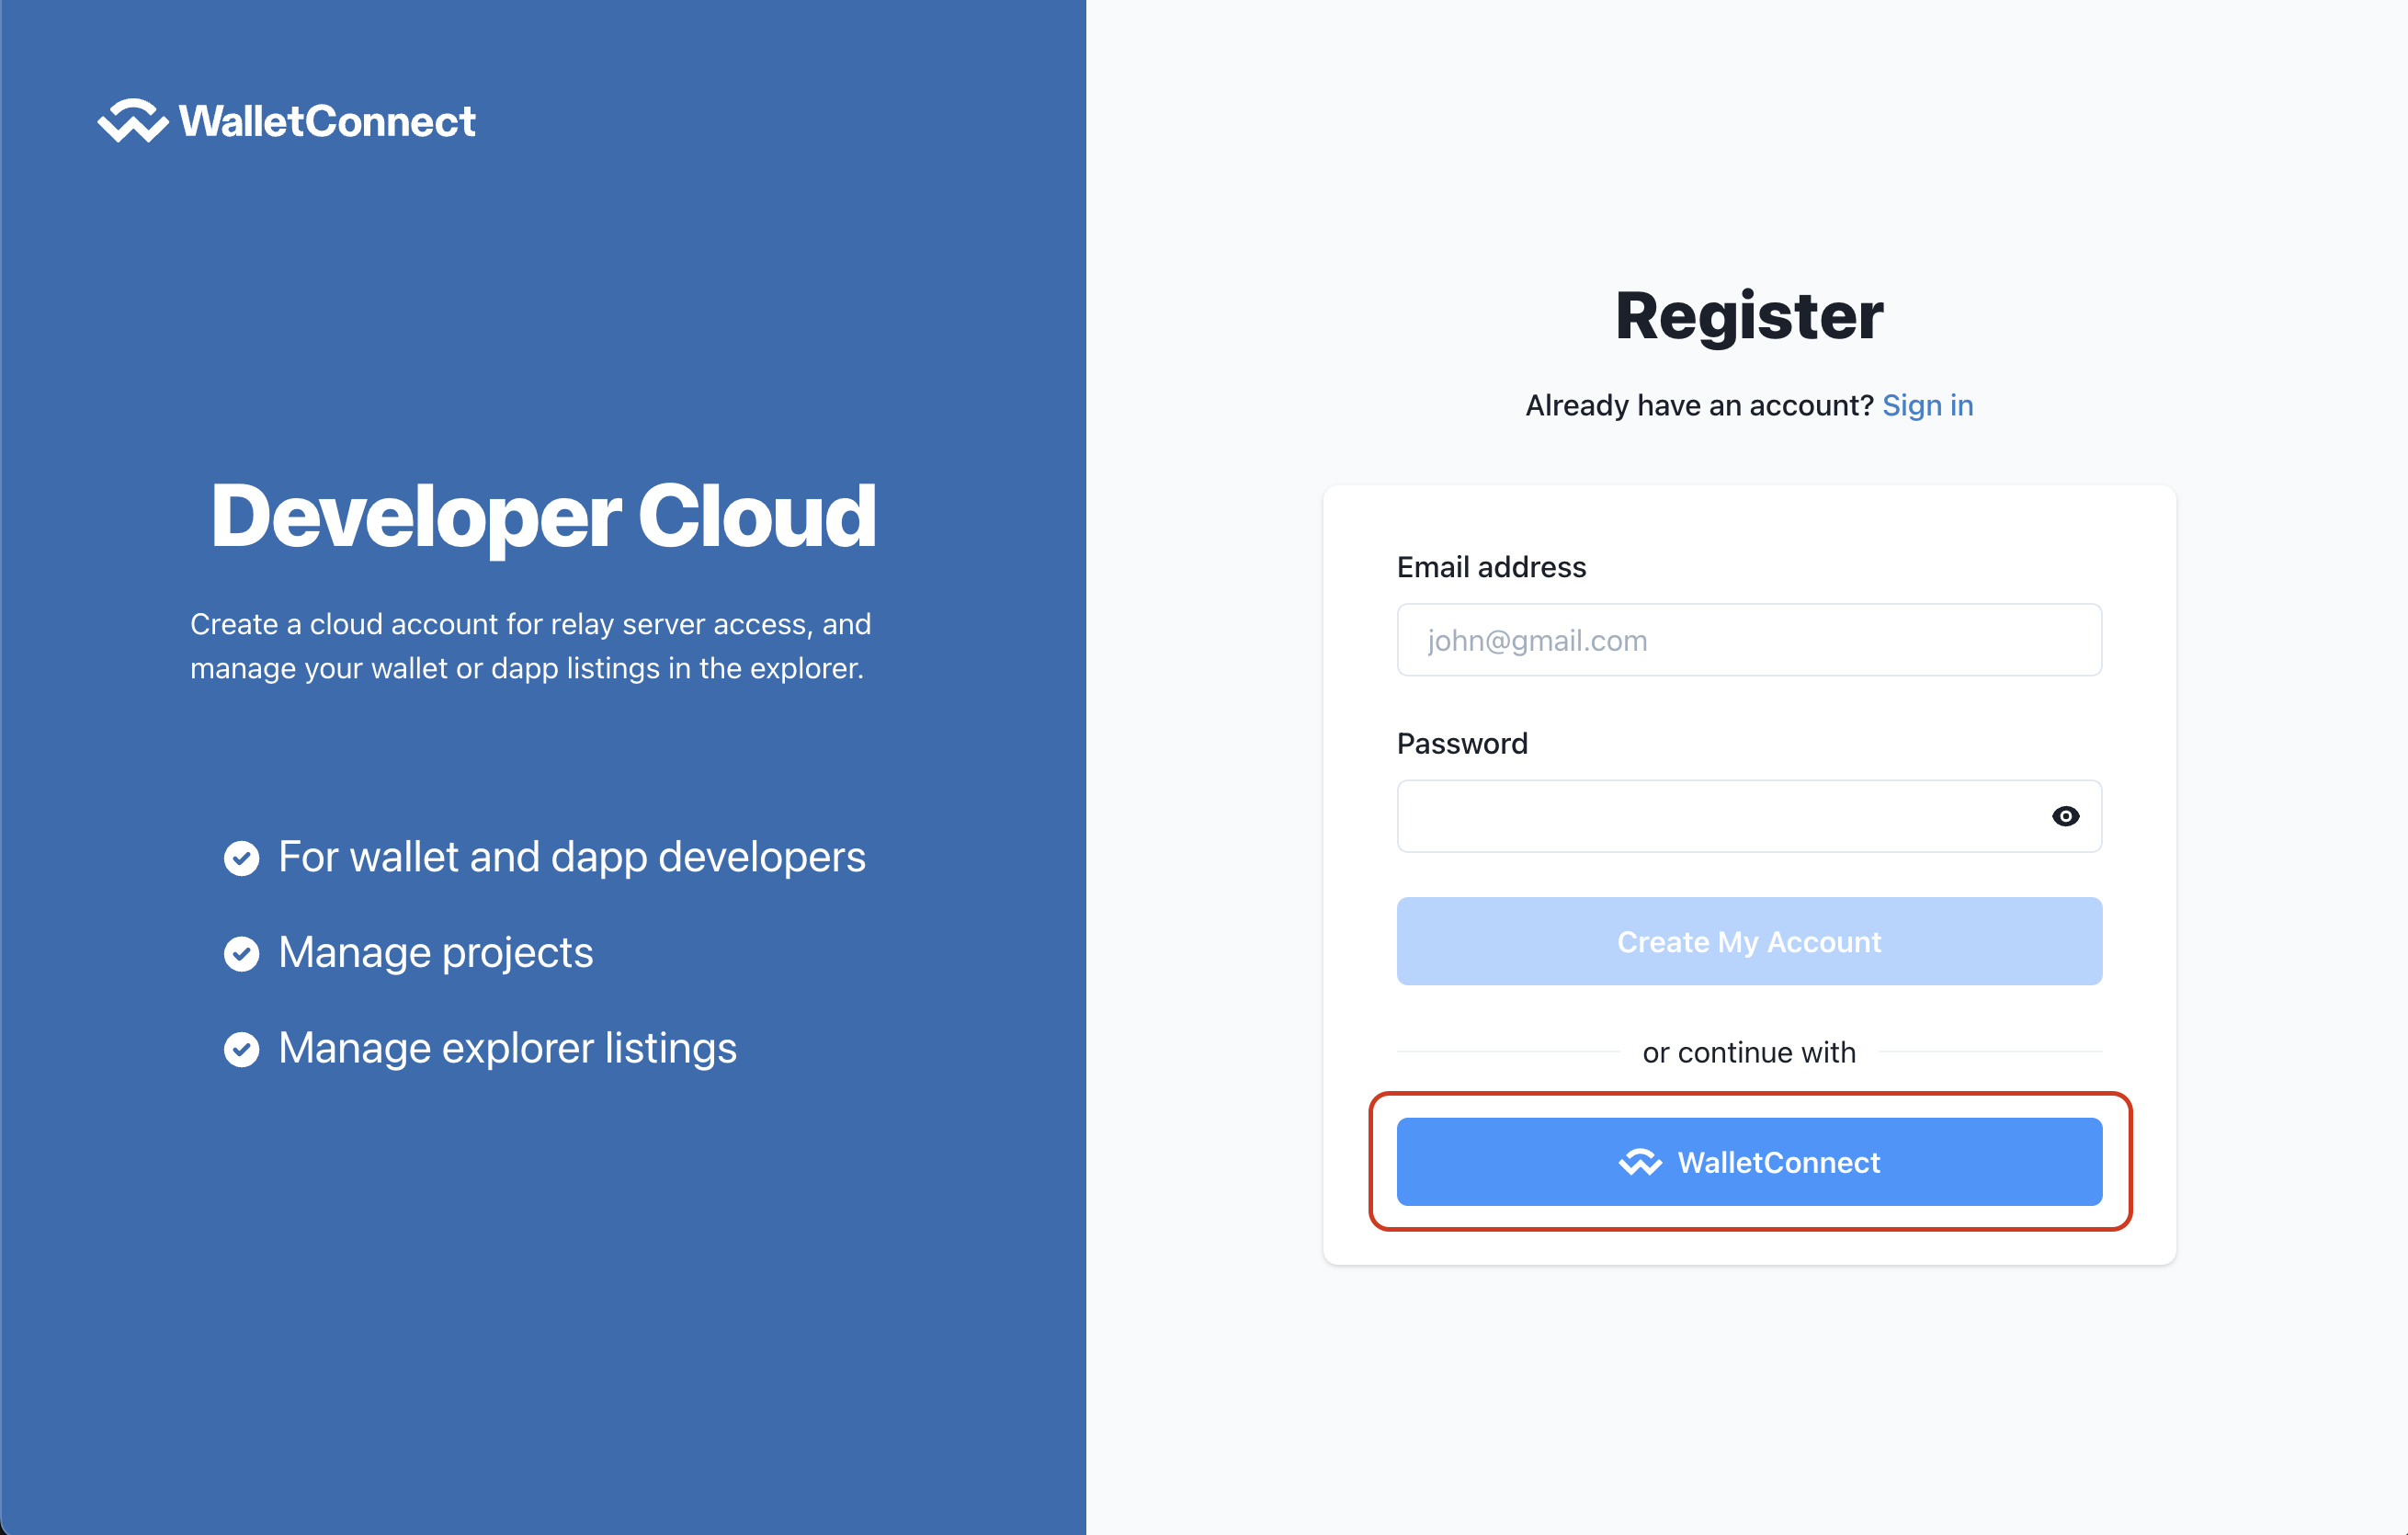 WalletConnect
Developer Cloud
Create a cloud account for relay server access, and
manage your wallet or dapp listings in the explorer.
For wallet and dapp developers
Manage projects
Manage explorer listings
Register
Already have an account? Sign in
Email address
john@gmail.com
Password
Create My Account
or continue with
WalletConnect